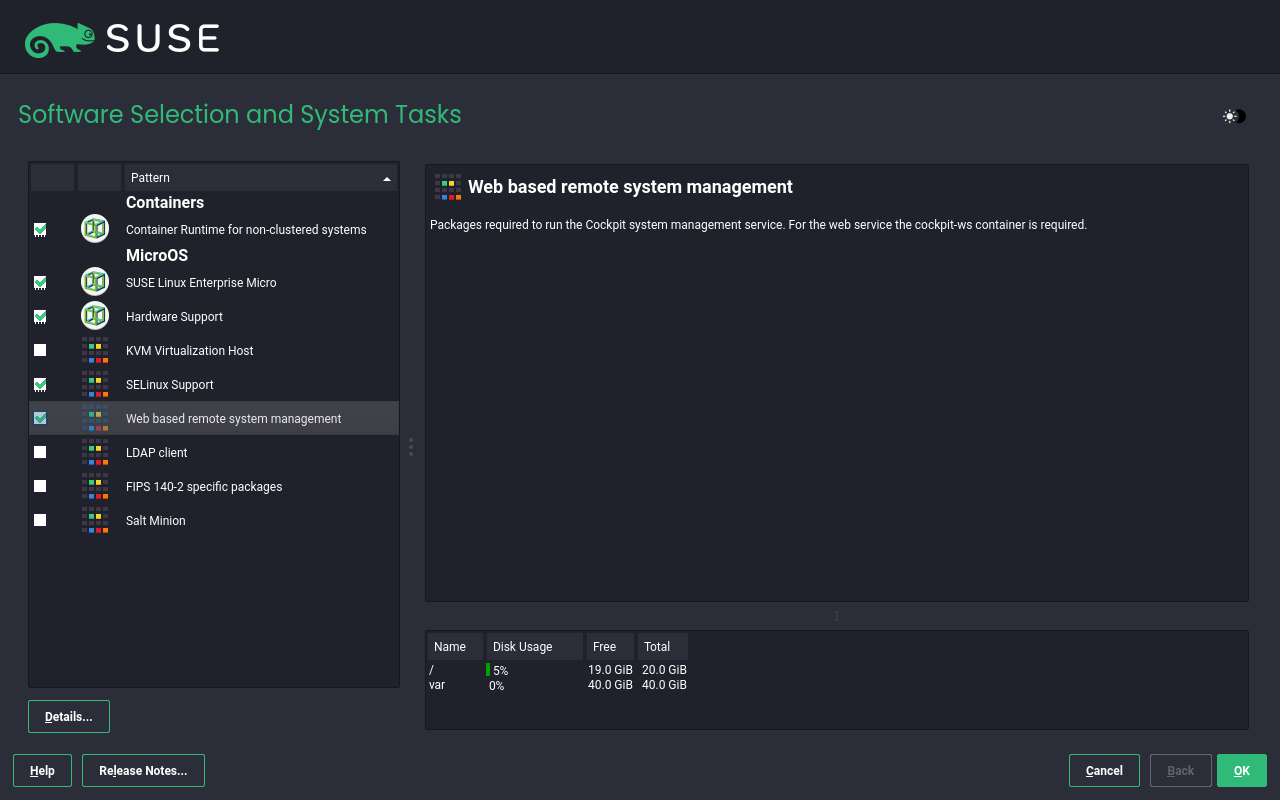 SUSE
Software Selection and System Tasks
Pattern
Containers
Container Runtime for non-clustered systems
MicroOS
SUSE Linux Enterprise Micro
Hardware Support
KVM Virtualization Host
SELinux Support
Web based remote system management
LDAP client
FIPS 140-2 specific packages
Salt Minion
Details...
Web based remote system management
Packages required to run the Cockpit system management service. For the web service the cockpit-ws container is required.
Name Disk Usage Free Total
/ 5% 19.0 GiB 20.0 GiB
var 0% 40.0 GiB 40.0 GiB
Help Release Notes... Cancel Back OK